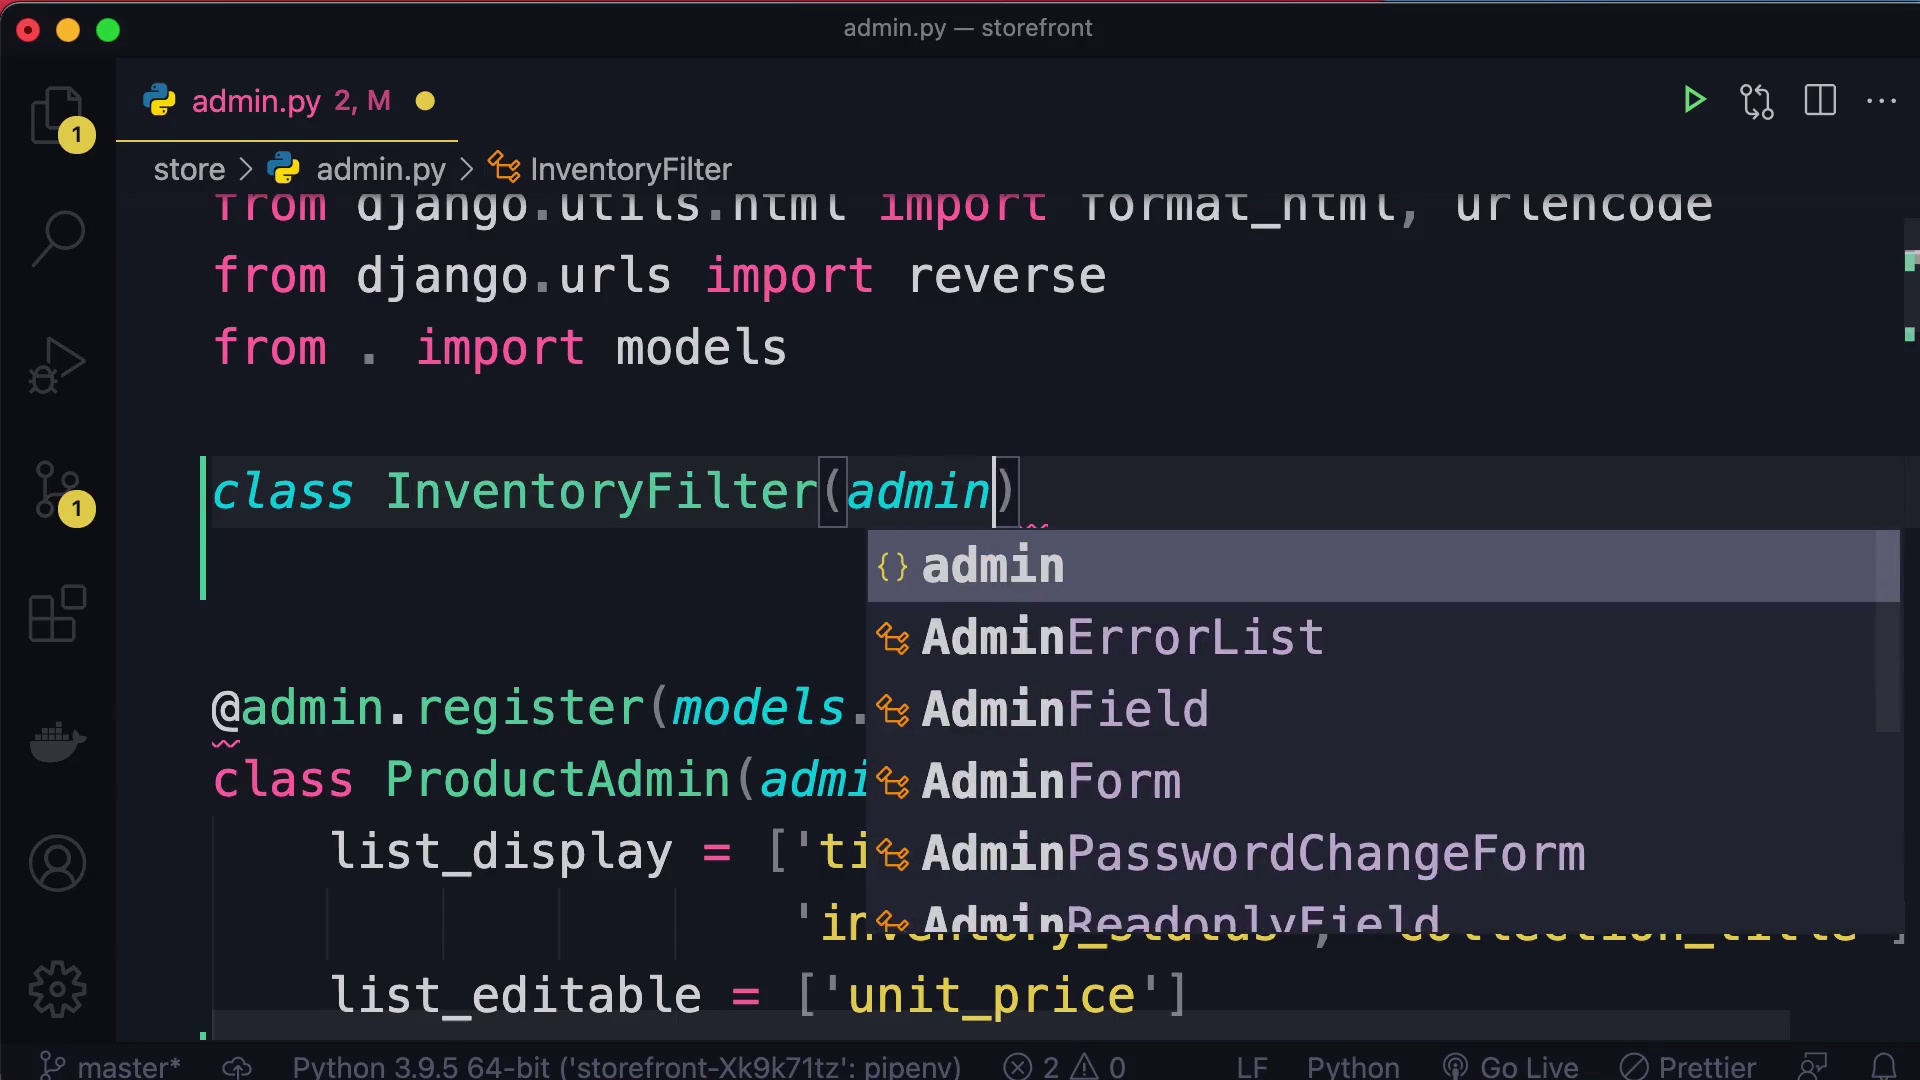 admin.py — storefront
admin.py 2, M
1
store > admin.py > InventoryFilter
from django.utils.html import format_html, urlencode
from django.urls import reverse
from . import models
class InventoryFilter(admin)
1
{} admin
AdminErrorList
AdminField
AdminForm
AdminPasswordChangeForm
AdminReadonlyField
@admin.register(models.
class ProductAdmin(admi
list_display = ['ti
'inventory_status', 'collection_title']
list_editable = ['unit_price']
master* Python 3.9.5 64-bit ('storefront-Xk9k71tz': pipenv) 2 0 LF Python Go Live Prettier